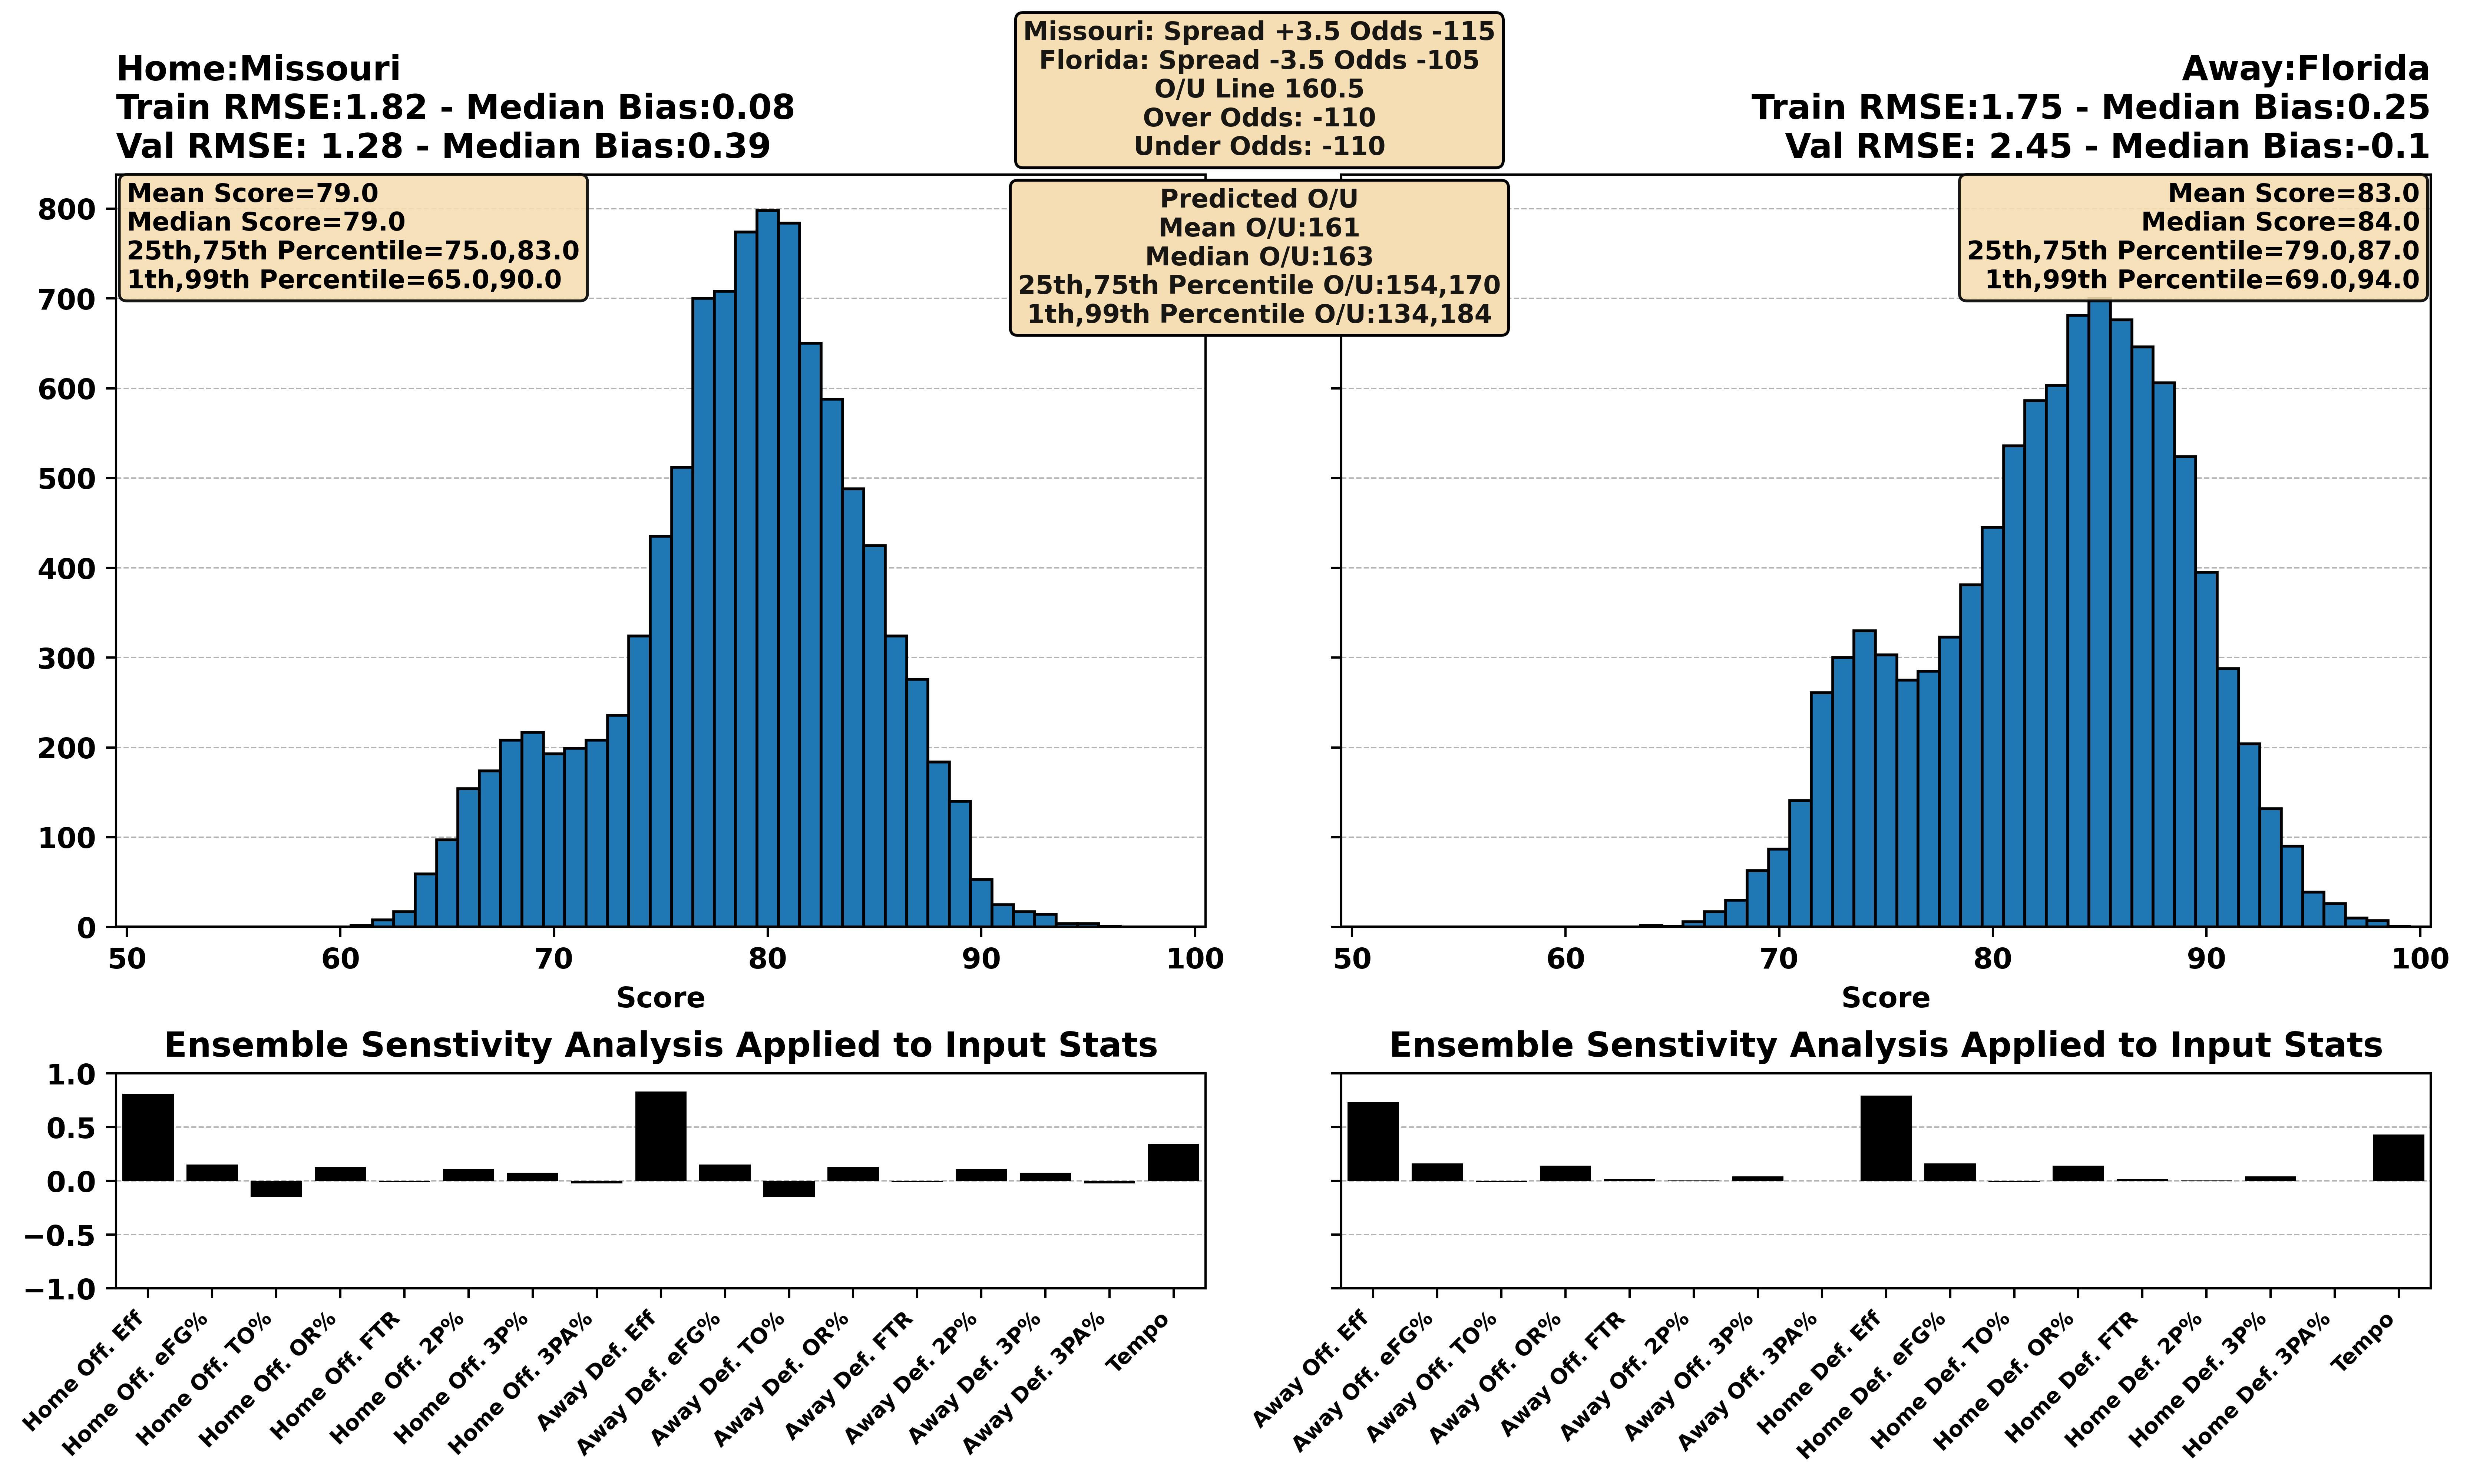 Missouri: Spread +3.5 Odds -115
Florida: Spread -3.5 Odds -105
O/U Line 160.5
Over Odds: -110
Under Odds: -110
Home:Missouri
Train RMSE:1.82 - Median Bias:0.08
Val RMSE: 1.28 - Median Bias:0.39
Away:Florida
Train RMSE:1.75 - Median Bias:0.25
Val RMSE: 2.45 - Median Bias:-0.1
Mean Score=79.0
Median Score=79.0
25th,75th Percentile=75.0,83.0
1th,99th Percentile=65.0,90.0
Predicted O/U
Mean O/U:161
Median O/U:163
25th,75th Percentile O/U:154,170
1th,99th Percentile O/U:134,184
Mean Score=83.0
Median Score=84.0
25th,75th Percentile=79.0,87.0
1th,99th Percentile=69.0,94.0
800
700
600
500
400
300
200
100
0
50 60 70 80 90 100
Score
50 60 70 80 90 100
Score
Ensemble Senstivity Analysis Applied to Input Stats
1.0
0.5
0.0
−0.5
−1.0
Home Off. Eff
Home Off. eFG%
Home Off. TO%
Home Off. OR%
Home Off. FTR
Home Off. 2P%
Home Off. 3P%
Home Off. 3PA%
Away Def. Eff
Away Def. eFG%
Away Def. TO%
Away Def. OR%
Away Def. FTR
Away Def. 2P%
Away Def. 3P%
Away Def. 3PA%
Tempo
Ensemble Senstivity Analysis Applied to Input Stats
Away Off. Eff
Away Off. eFG%
Away Off. TO%
Away Off. OR%
Away Off. FTR
Away Off. 2P%
Away Off. 3P%
Away Off. 3PA%
Home Def. Eff
Home Def. eFG%
Home Def. TO%
Home Def. OR%
Home Def. FTR
Home Def. 2P%
Home Def. 3P%
Home Def. 3PA%
Tempo